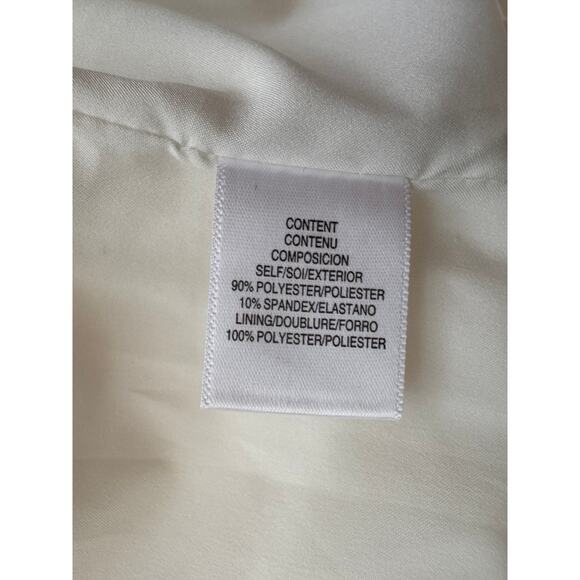 CONTENT
CONTENU
COMPOSICION
SELF/SOI/EXTERIOR
90% POLYESTER/POLIESTER
10% SPANDEX/ELASTANO
LINING/DOUBLURE/FORRO
100% POLYESTER/POLIESTER